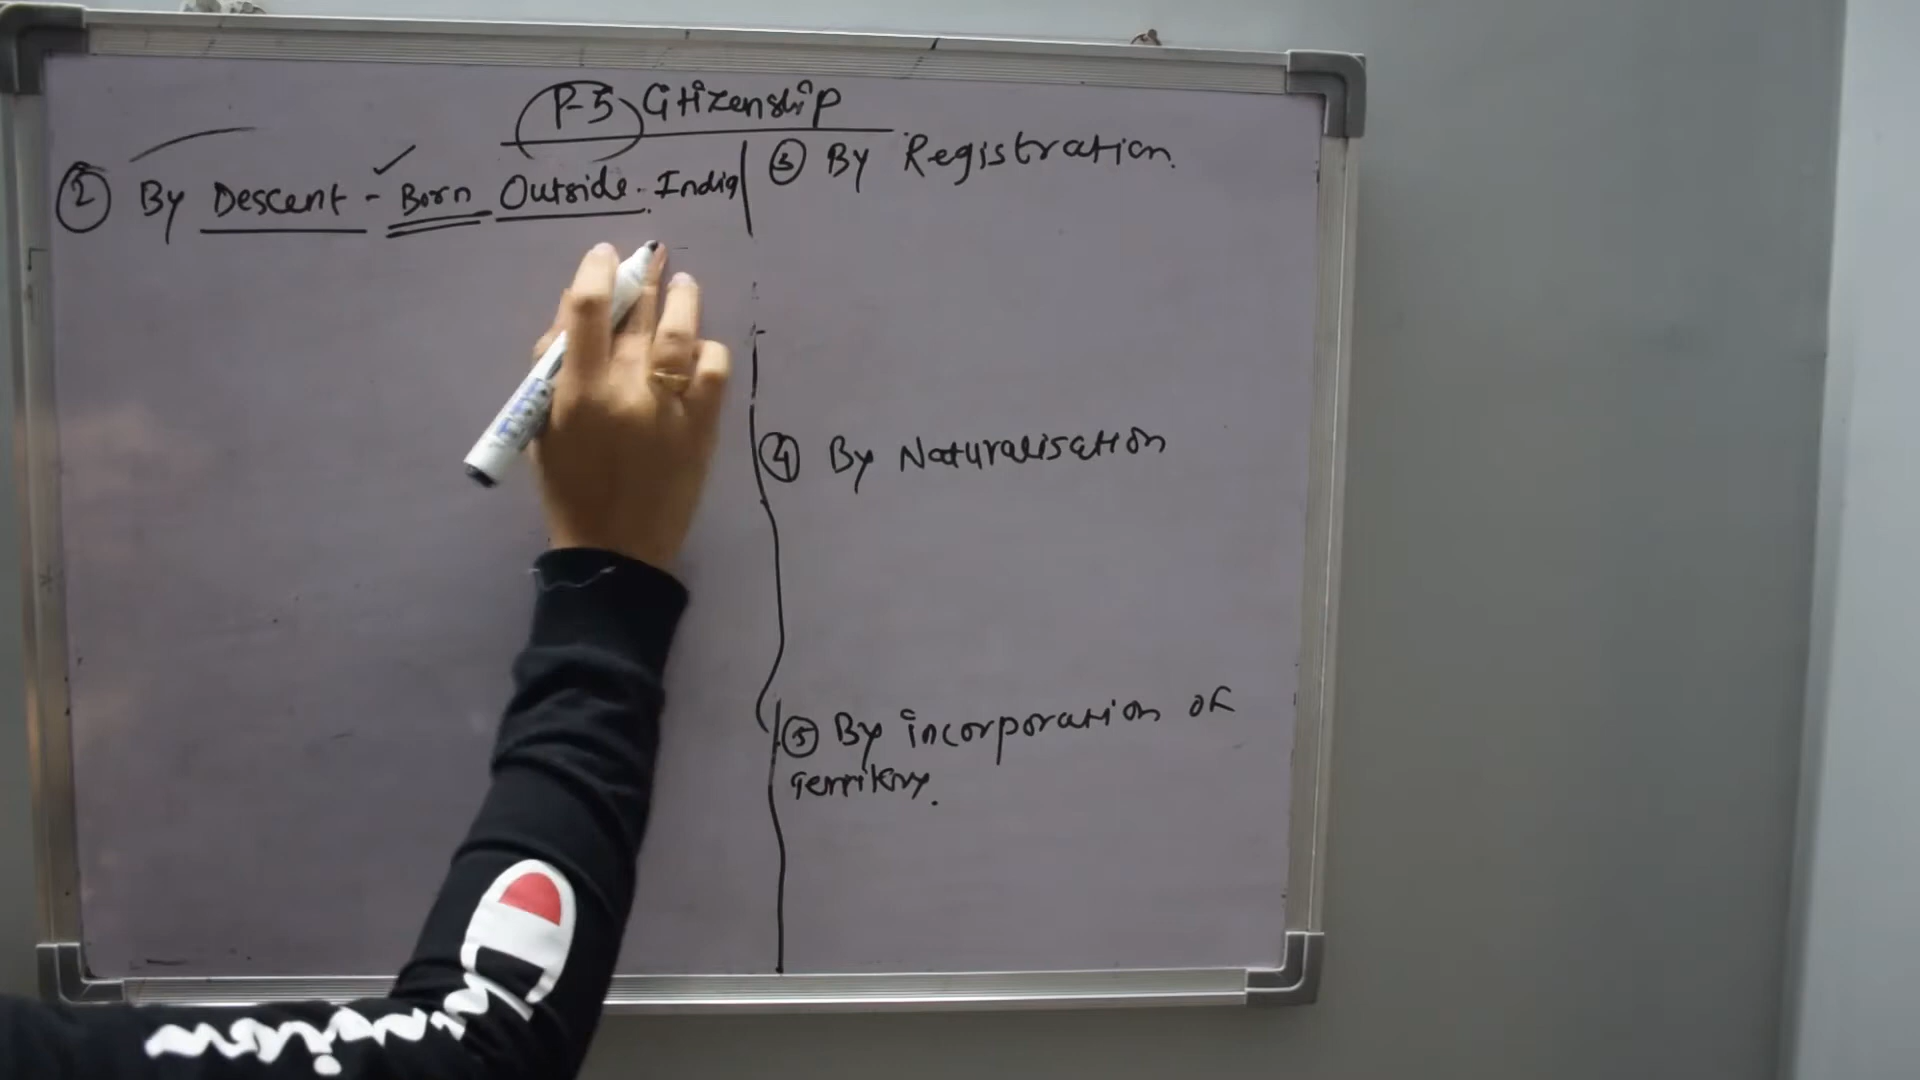 P-5 Citizenship
② By Descent - Born Outside. India
③ By Registration.
④ By Naturalisation
⑤ By incorporation of
Territory.
Champion